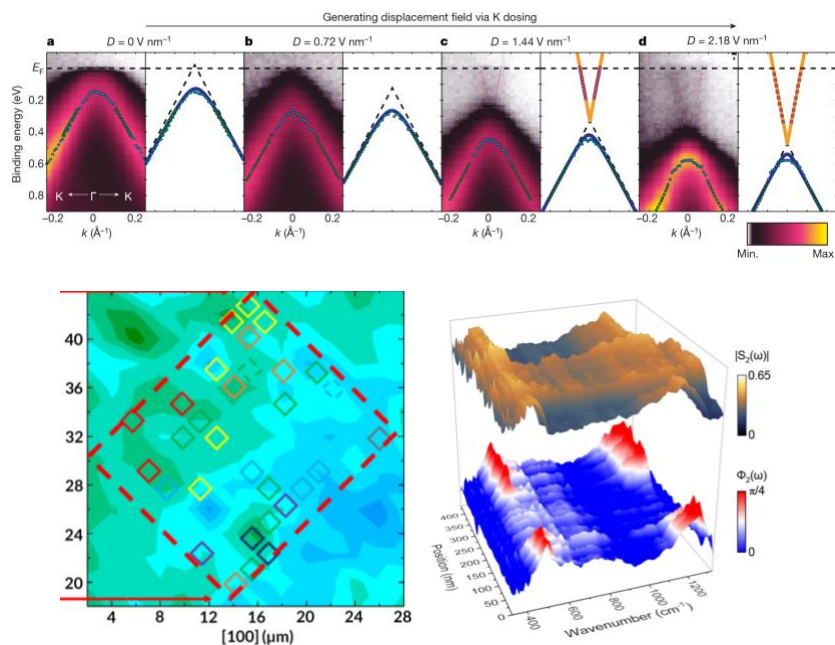 Generating displacement field via K dosing
a D = 0 V nm⁻¹ b D = 0.72 V nm⁻¹ c D = 1.44 V nm⁻¹ d D = 2.18 V nm⁻¹
E_F
0.2
0.4
0.6
0.8
Binding energy (eV)
K ← Γ → K
-0.2 0 0.2 -0.2 0 0.2 -0.2 0 0.2 -0.2 0 0.2
k (Å⁻¹) k (Å⁻¹) k (Å⁻¹) k (Å⁻¹)
Min. Max
40
36
32
28
24
20
4 8 12 16 20 24 28
[100] (µm)
|S₂(ω)|
0.65
0
Φ₂(ω)
π/4
0
400
350
300
250
200
150
100
50
0
Position (nm)
400 600 800 1000 1200
Wavenumber (cm⁻¹)